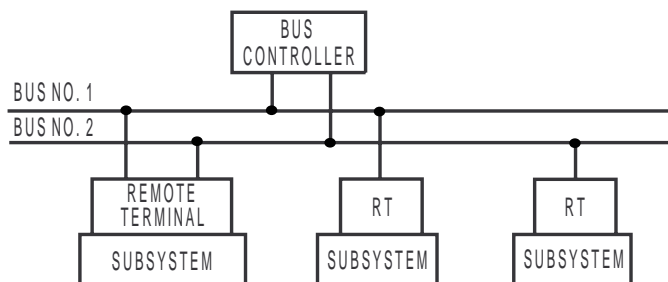 BUS
CONTROLLER
BUS NO. 1
BUS NO. 2
REMOTE
TERMINAL
RT
RT
SUBSYSTEM
SUBSYSTEM
SUBSYSTEM